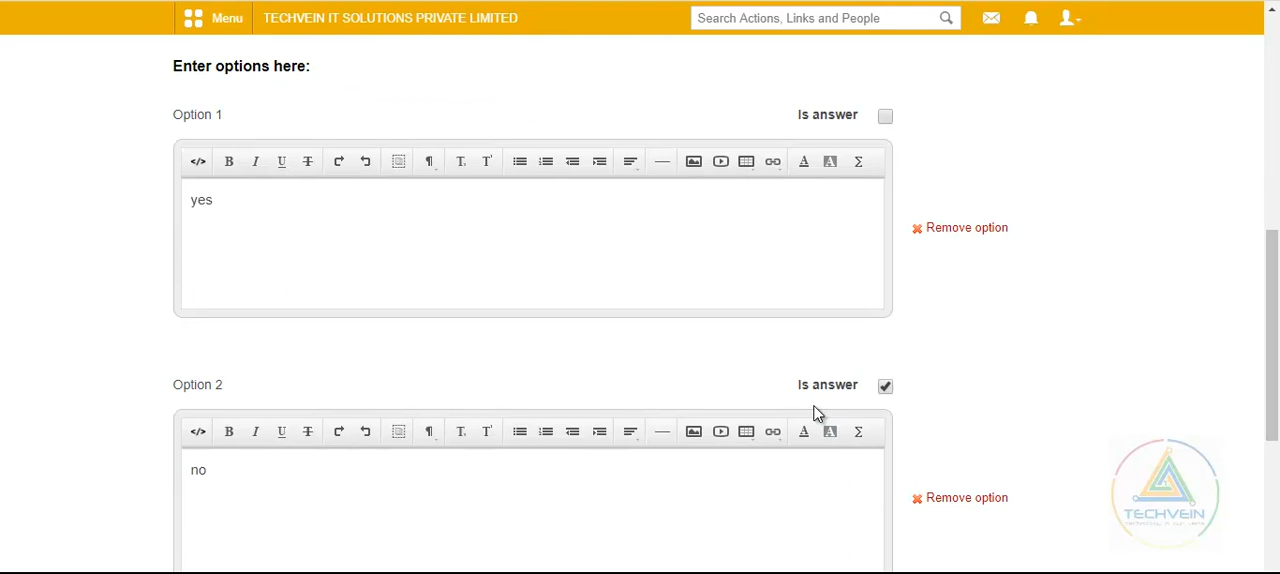 Menu TECHVEIN IT SOLUTIONS PRIVATE LIMITED Search Actions, Links and People
Enter options here:
Option 1 Is answer
yes
Remove option
Option 2 Is answer
no
Remove option
TECHVEIN